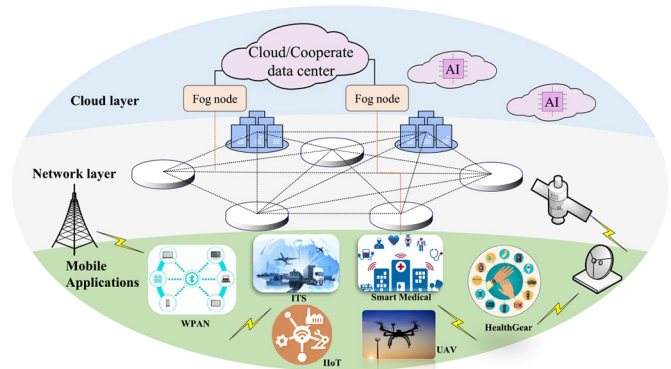 Cloud/Cooperate
data center
AI
AI
Fog node
Fog node
Cloud layer
Network layer
Mobile
Applications
WPAN
ITS
Smart Medical
HealthGear
IIoT
UAV